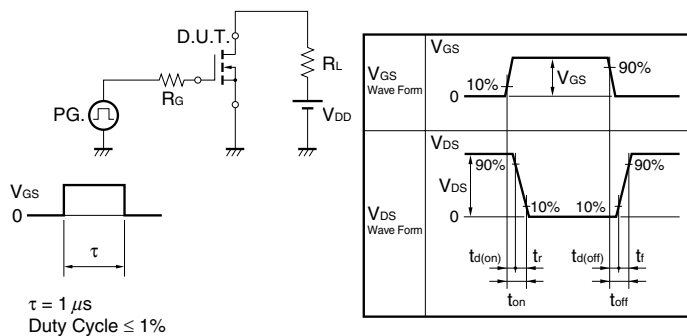 D.U.T.
RL
RG
PG.
VDD
VGS
0
τ
τ = 1 μs
Duty Cycle ≤ 1%
VGS
Wave Form
VGS
10%
VGS
90%
0
VDS
Wave Form
VDS
90%
90%
VDS
10%
10%
0
td(on)
tr
td(off)
tf
ton
toff